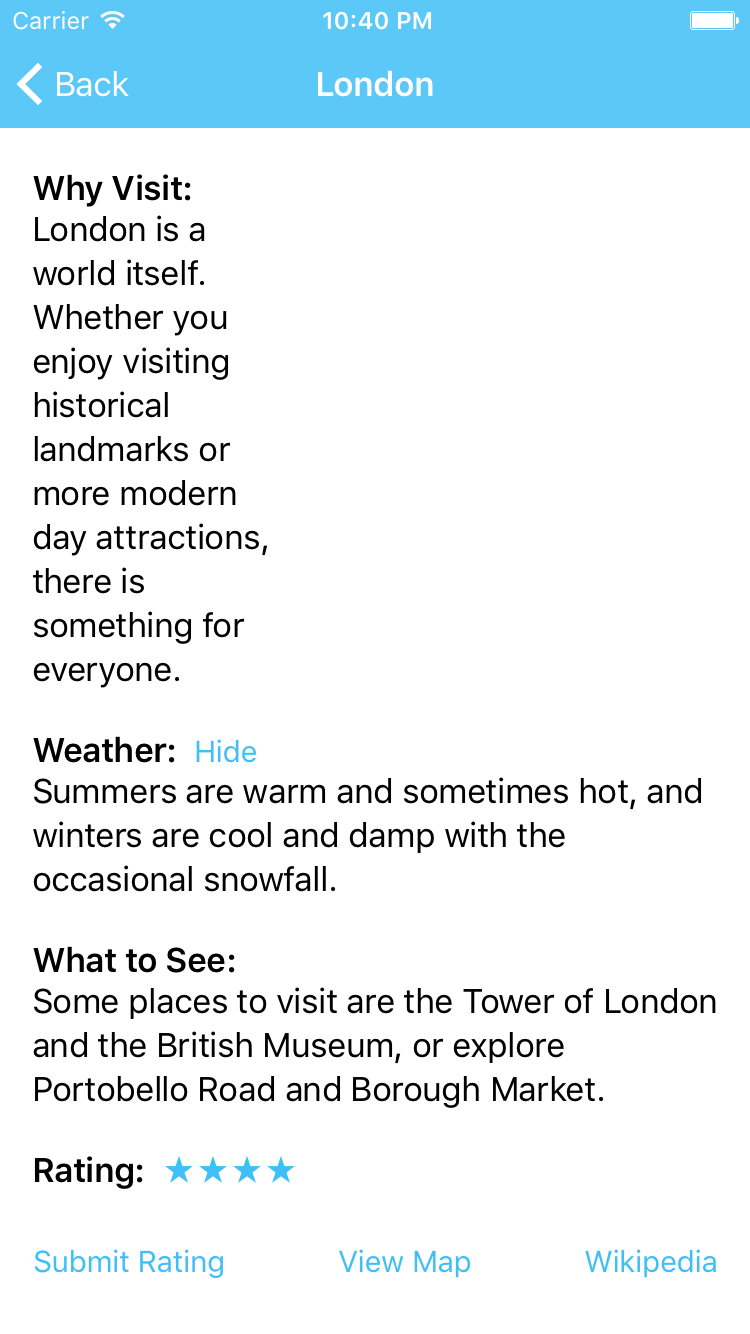 Carrier 10:40 PM
Back London
Why Visit:
London is a
world itself.
Whether you
enjoy visiting
historical
landmarks or
more modern
day attractions,
there is
something for
everyone.
Weather: Hide
Summers are warm and sometimes hot, and
winters are cool and damp with the
occasional snowfall.
What to See:
Some places to visit are the Tower of London
and the British Museum, or explore
Portobello Road and Borough Market.
Rating: ★★★★
Submit Rating View Map Wikipedia